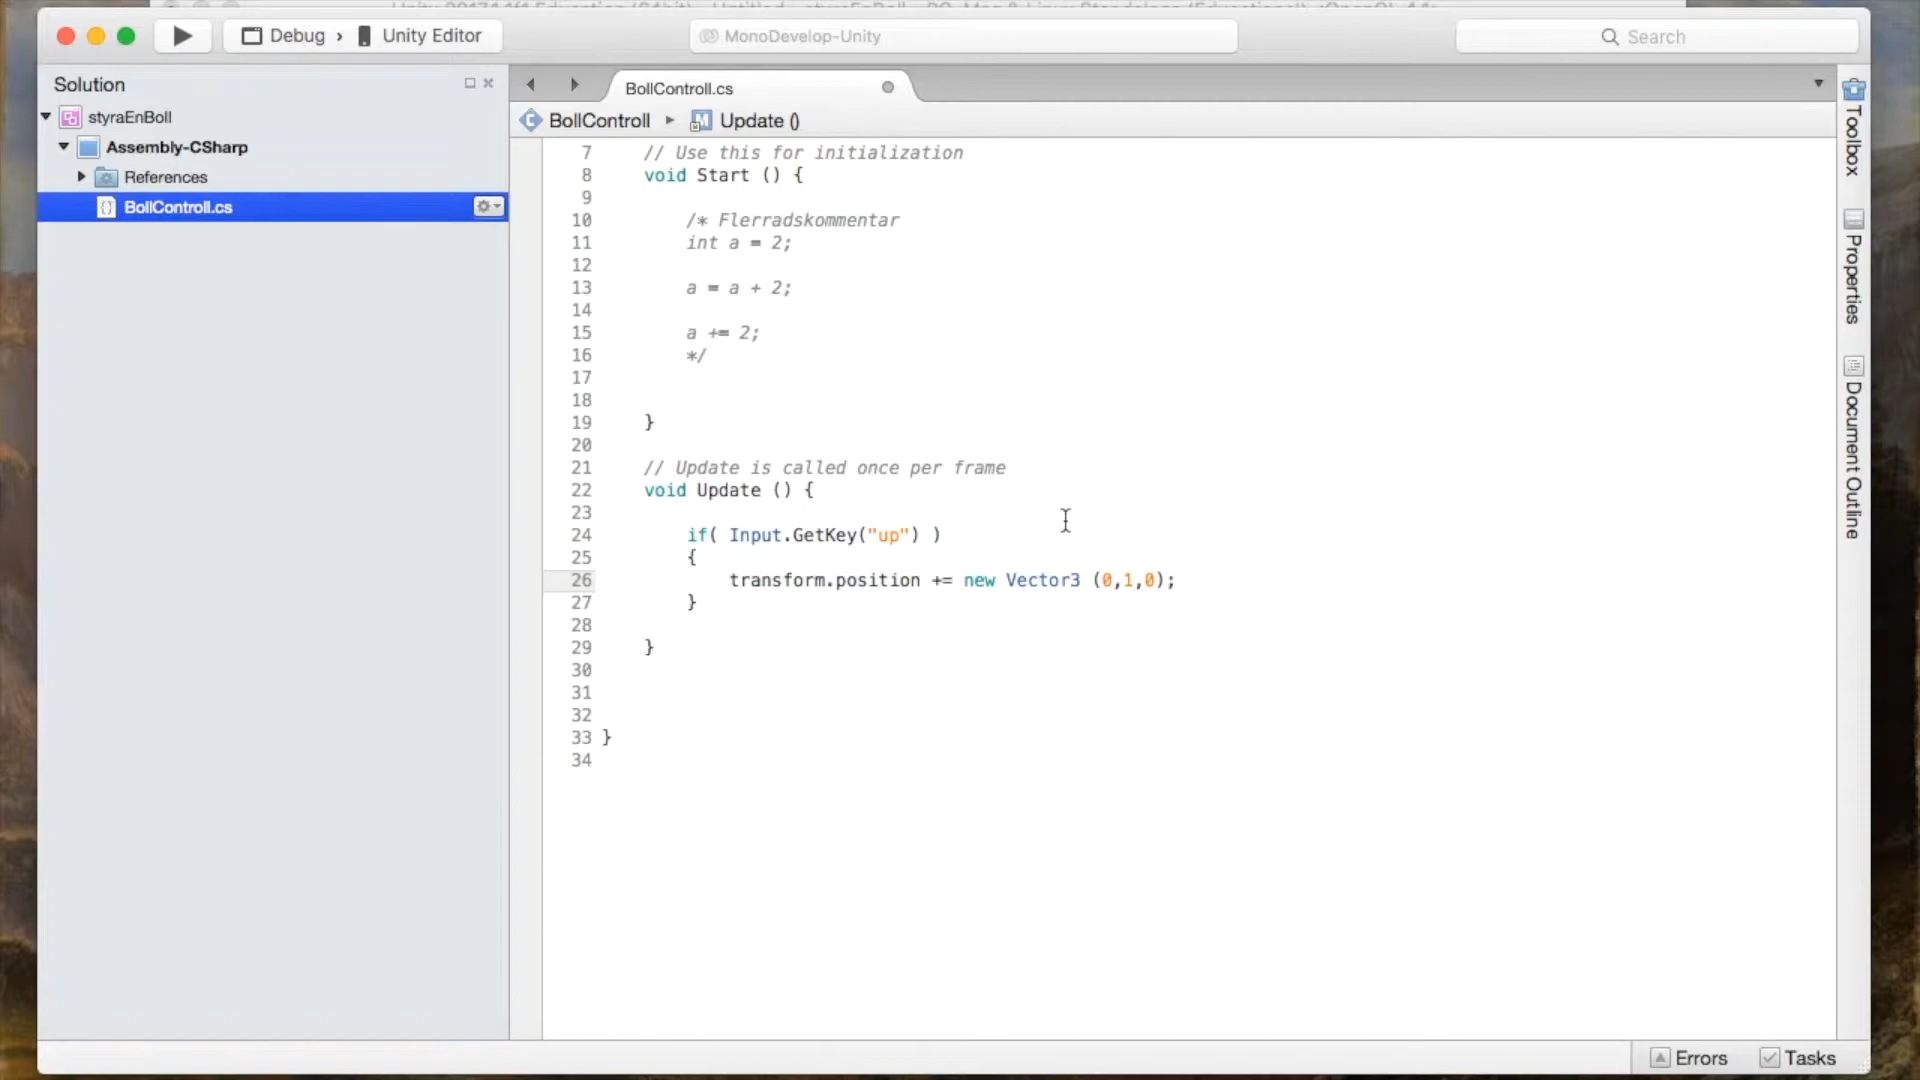 Debug › Unity Editor
MonoDevelop-Unity
Search
Solution
styraEnBoll
Assembly-CSharp
References
BollControll.cs
BollControll.cs
BollControll ▸ Update ()
7 // Use this for initialization
8 void Start () {
9
10 /* Flerradskommentar
11 int a = 2;
12
13 a = a + 2;
14
15 a += 2;
16 */
17
18
19 }
20
21 // Update is called once per frame
22 void Update () {
23
24 if( Input.GetKey("up") )
25 {
26 transform.position += new Vector3 (0,1,0);
27 }
28
29 }
30
31
32
33 }
34
Toolbox
Properties
Document Outline
Errors
Tasks